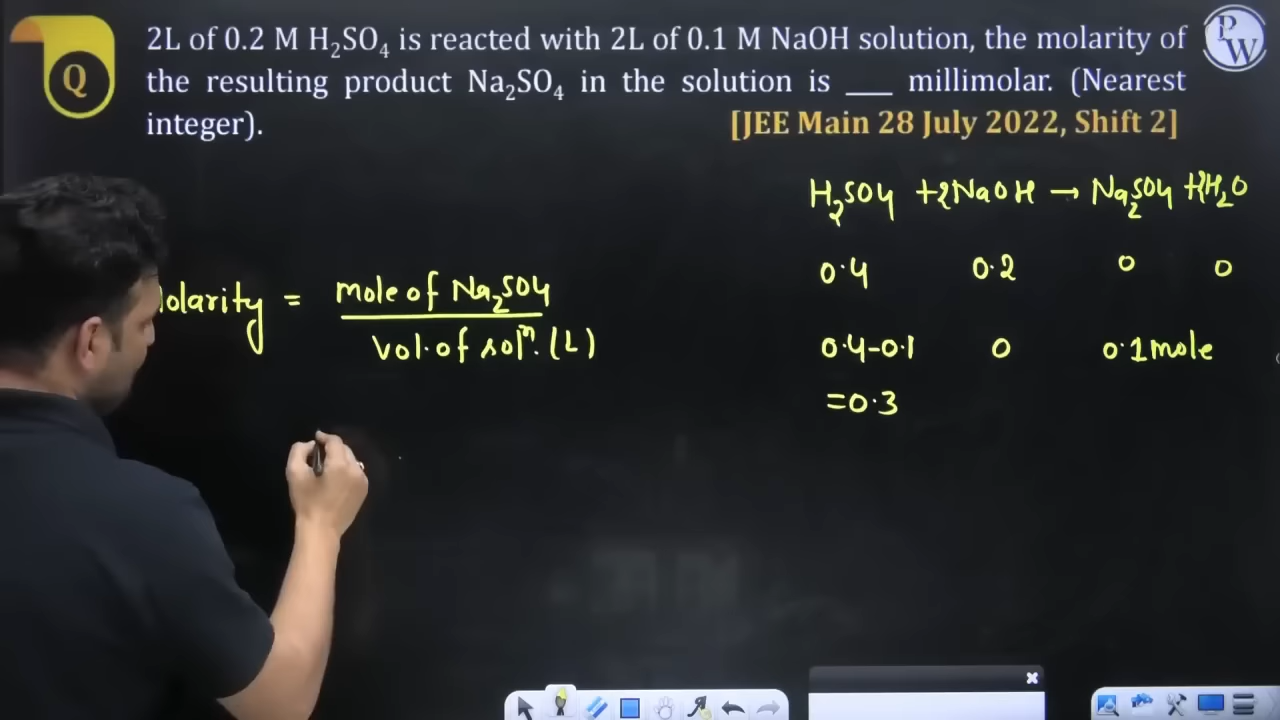 Q
2L of 0.2 M H₂SO₄ is reacted with 2L of 0.1 M NaOH solution, the molarity of
the resulting product Na₂SO₄ in the solution is ___ millimolar. (Nearest
integer).
[JEE Main 28 July 2022, Shift 2]
PW
H₂SO₄ + 2NaOH → Na₂SO₄ + 2H₂O
0.4 0.2 0 0
0.4-0.1 0 0.1mole
=0.3
olarity = mole of Na₂SO₄
vol. of solⁿ. (L)